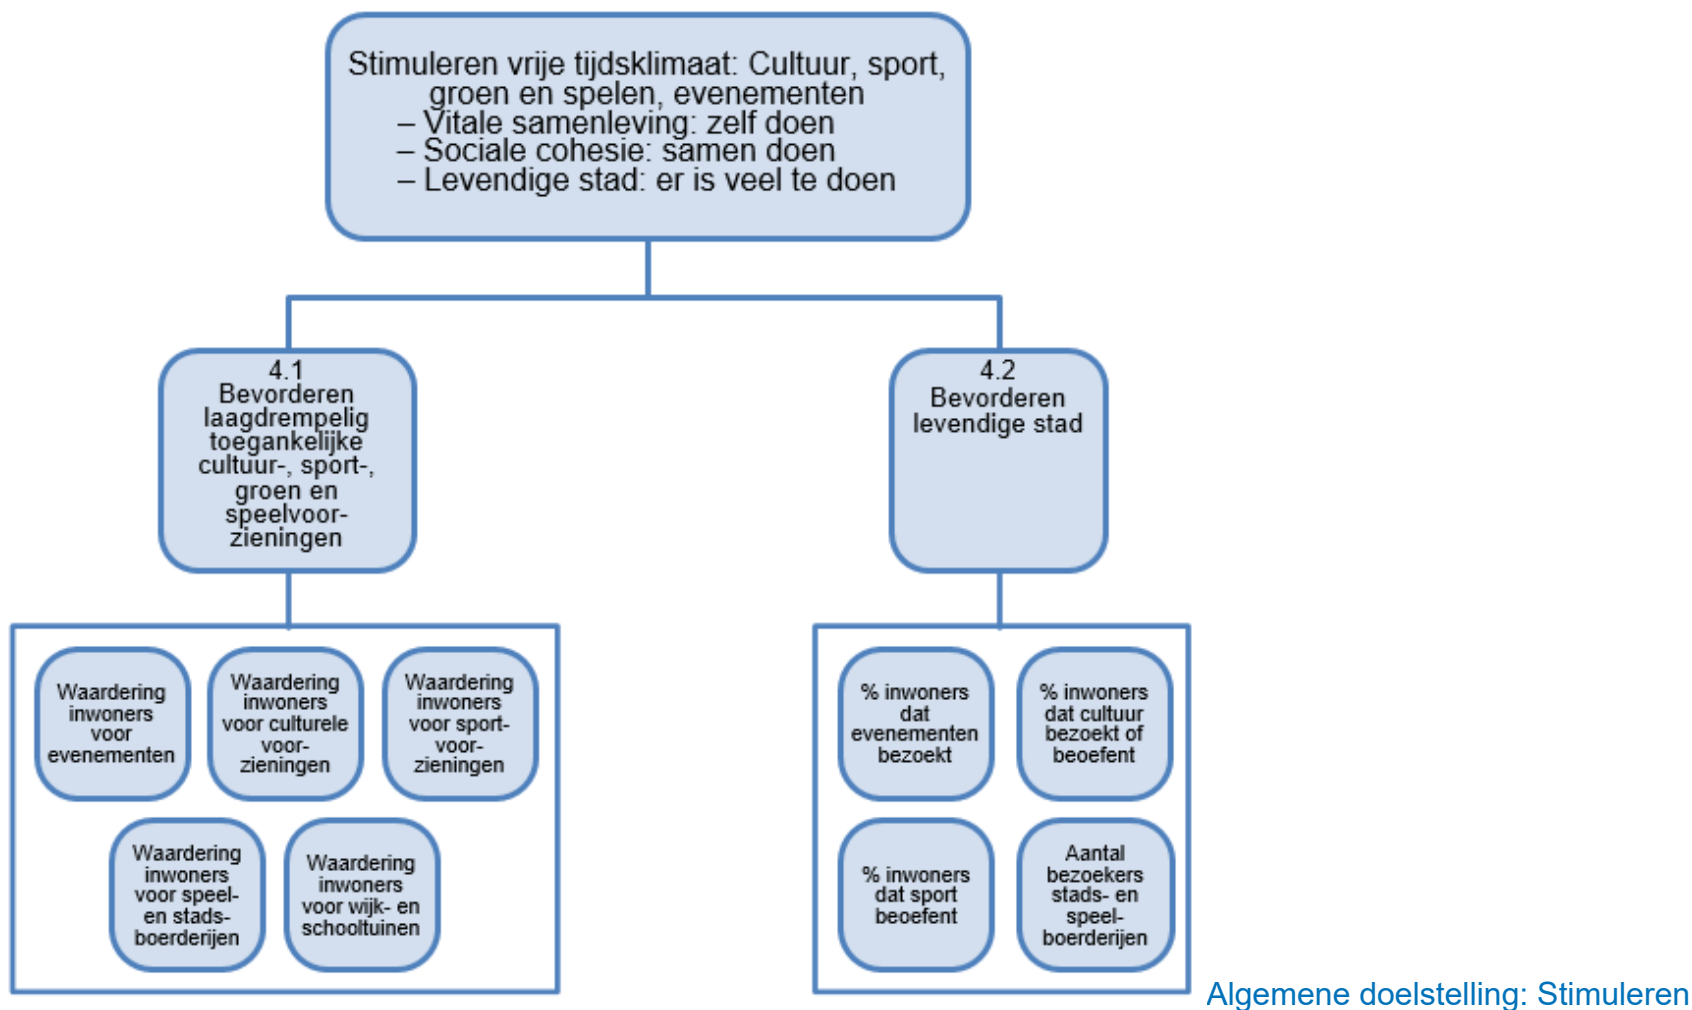 Stimuleren vrije tijdsklimaat: Cultuur, sport,
groen en spelen, evenementen
– Vitale samenleving: zelf doen
– Sociale cohesie: samen doen
– Levendige stad: er is veel te doen
4.1
Bevorderen
laagdrempelig
toegankelijke
cultuur-, sport-,
groen en
speelvoor-
zieningen
4.2
Bevorderen
levendige stad
Waardering
inwoners
voor
evenementen
Waardering
inwoners
voor culturele
voor-
zieningen
Waardering
inwoners
voor sport-
voor-
zieningen
Waardering
inwoners
voor speel-
en stads-
boerderijen
Waardering
inwoners
voor wijk- en
schooltuinen
% inwoners
dat
evenementen
bezoekt
% inwoners
dat cultuur
bezoekt of
beoefent
% inwoners
dat sport
beoefent
Aantal
bezoekers
stads- en
speel-
boerderijen
Algemene doelstelling: Stimuleren